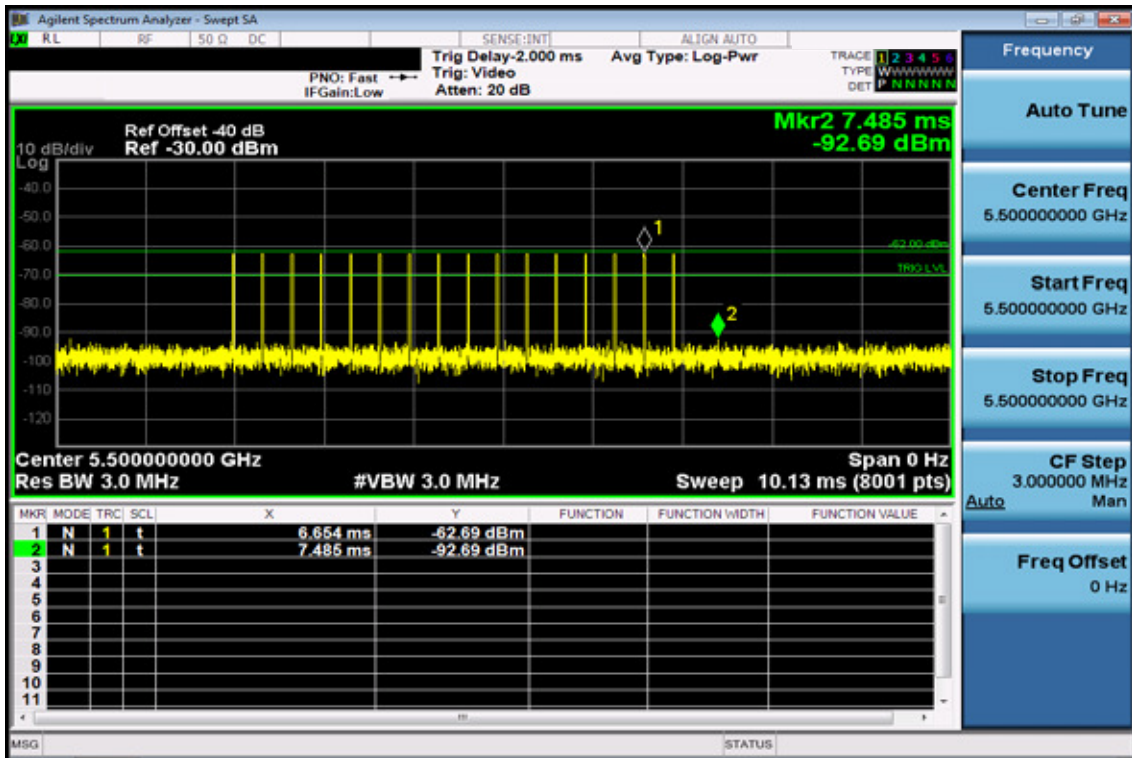 Agilent Spectrum Analyzer - Swept SA
LXI RL RF 50 Ω DC SENSE:INT ALIGN AUTO
Trig Delay-2.000 ms Avg Type: Log-Pwr TRACE 1 2 3 4 5 6
PNO: Fast Trig: Video TYPE WWWWWW
IFGain:Low Atten: 20 dB DET P N N N N N
Mkr2 7.485 ms
-92.69 dBm
Ref Offset -40 dB
10 dB/div Ref -30.00 dBm
Log
-40.0
-50.0
1
-60.0
-62.00 dBm
TRIG LVL
-70.0
-80.0
2
-90.0
-100
-110
-120
Center 5.500000000 GHz Span 0 Hz
Res BW 3.0 MHz #VBW 3.0 MHz Sweep 10.13 ms (8001 pts)
MKR MODE TRC SCL X Y FUNCTION FUNCTION WIDTH FUNCTION VALUE
1 N 1 t 6.654 ms -62.69 dBm
2 N 1 t 7.485 ms -92.69 dBm
3
4
5
6
7
8
9
10
11
MSG STATUS
Frequency
Auto Tune
Center Freq
5.500000000 GHz
Start Freq
5.500000000 GHz
Stop Freq
5.500000000 GHz
CF Step
3.000000 MHz
Auto Man
Freq Offset
0 Hz